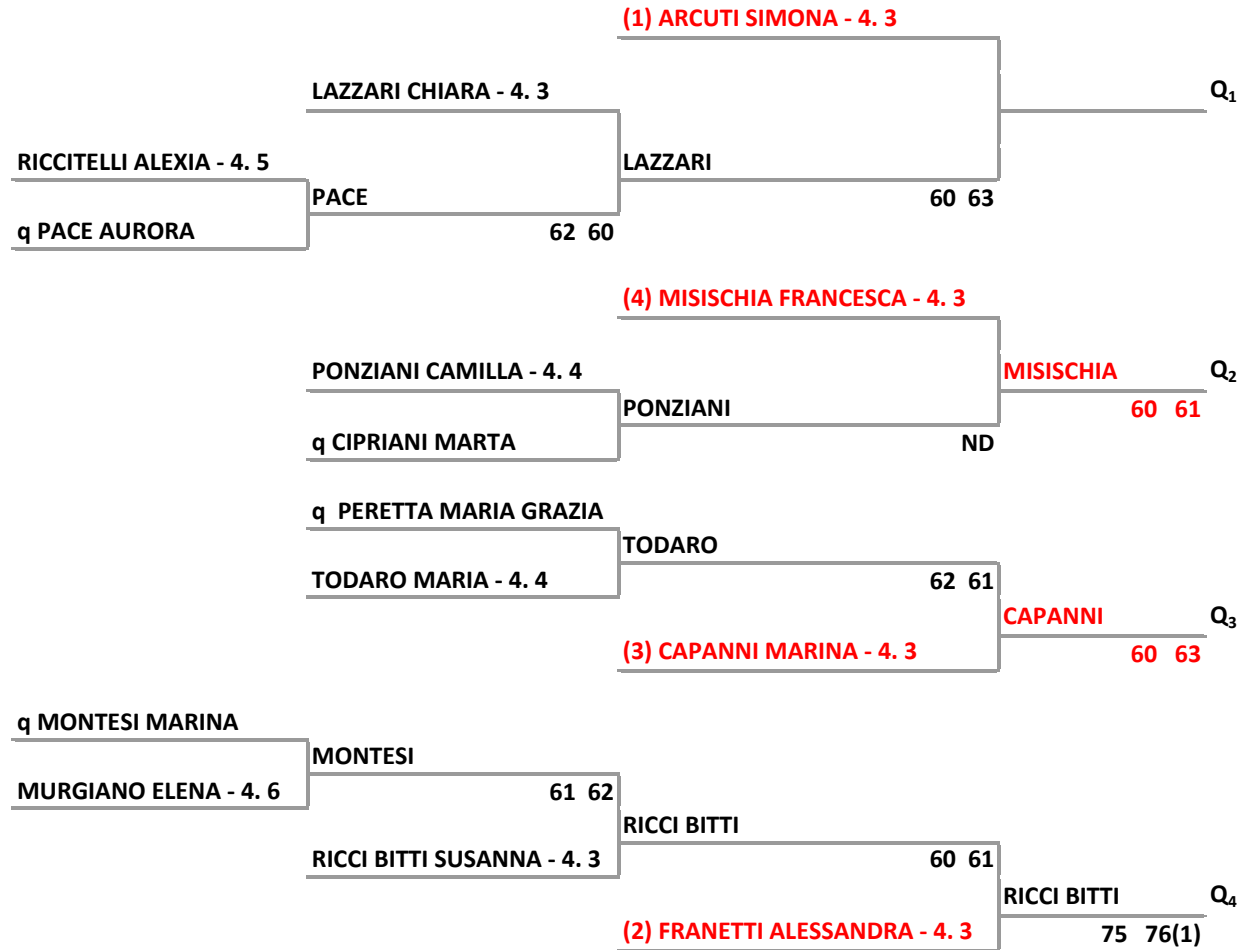 (1) ARCUTI SIMONA - 4. 3
LAZZARI CHIARA - 4. 3
Q1
RICCITELLI ALEXIA - 4. 5
LAZZARI
PACE
60 63
q PACE AURORA
62 60
(4) MISISCHIA FRANCESCA - 4. 3
PONZIANI CAMILLA - 4. 4
MISISCHIA
Q2
PONZIANI
60 61
q CIPRIANI MARTA
ND
q PERETTA MARIA GRAZIA
TODARO
TODARO MARIA - 4. 4
62 61
CAPANNI
Q3
(3) CAPANNI MARINA - 4. 3
60 63
q MONTESI MARINA
MONTESI
MURGIANO ELENA - 4. 6
61 62
RICCI BITTI
RICCI BITTI SUSANNA - 4. 3
60 61
RICCI BITTI
Q4
(2) FRANETTI ALESSANDRA - 4. 3
75 76(1)